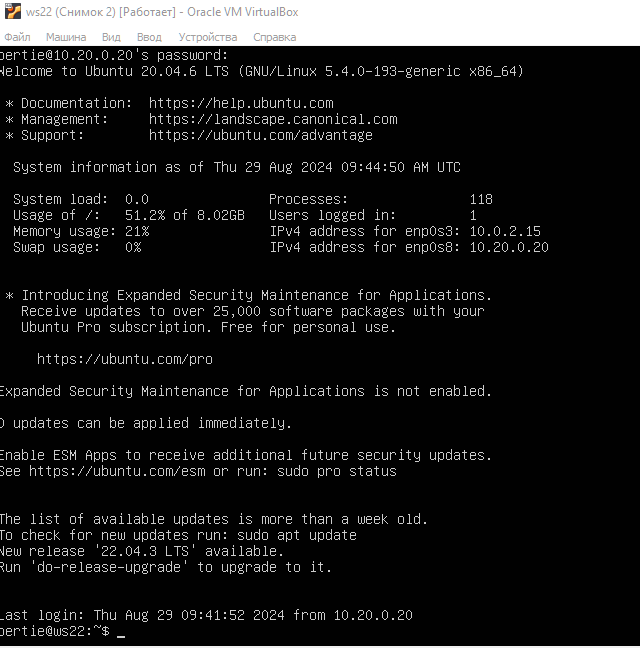 ws22 (Снимок 2) [Работает] - Oracle VM VirtualBox
Файл Машина Вид Ввод Устройства Справка
pertie@10.20.0.20's password:
Welcome to Ubuntu 20.04.6 LTS (GNU/Linux 5.4.0-193-generic x86_64)
* Documentation: https://help.ubuntu.com
* Management: https://landscape.canonical.com
* Support: https://ubuntu.com/advantage
System information as of Thu 29 Aug 2024 09:44:50 AM UTC
System load: 0.0 Processes: 118
Usage of /: 51.2% of 8.02GB Users logged in: 1
Memory usage: 21% IPv4 address for enp0s3: 10.0.2.15
Swap usage: 0% IPv4 address for enp0s8: 10.20.0.20
* Introducing Expanded Security Maintenance for Applications.
Receive updates to over 25,000 software packages with your
Ubuntu Pro subscription. Free for personal use.
https://ubuntu.com/pro
Expanded Security Maintenance for Applications is not enabled.
0 updates can be applied immediately.
Enable ESM Apps to receive additional future security updates.
See https://ubuntu.com/esm or run: sudo pro status
The list of available updates is more than a week old.
To check for new updates run: sudo apt update
New release '22.04.3 LTS' available.
Run 'do-release-upgrade' to upgrade to it.
Last login: Thu Aug 29 09:41:52 2024 from 10.20.0.20
pertie@ws22:~$ _